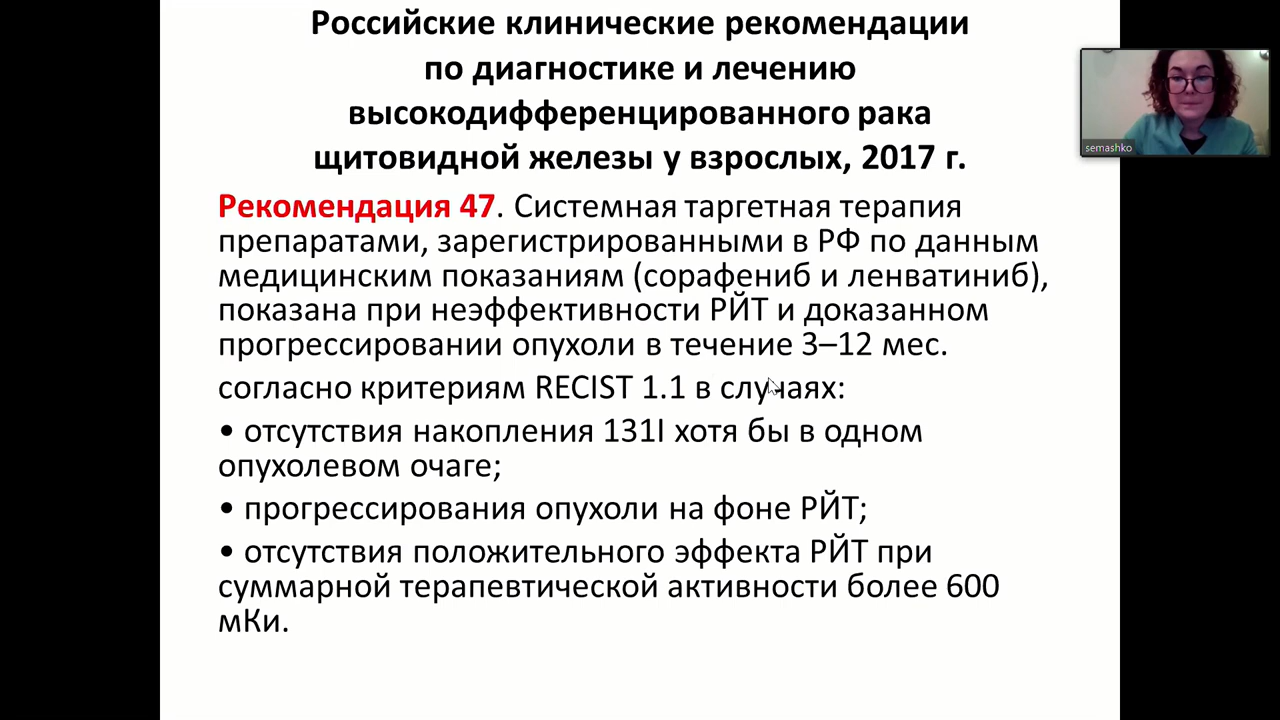 Российские клинические рекомендации
по диагностике и лечению
высокодифференцированного рака
щитовидной железы у взрослых, 2017 г.
Рекомендация 47. Системная таргетная терапия
препаратами, зарегистрированными в РФ по данным
медицинским показаниям (сорафениб и ленватиниб),
показана при неэффективности РЙТ и доказанном
прогрессировании опухоли в течение 3–12 мес.
согласно критериям RECIST 1.1 в случаях:
• отсутствия накопления 131I хотя бы в одном
опухолевом очаге;
• прогрессирования опухоли на фоне РЙТ;
• отсутствия положительного эффекта РЙТ при
суммарной терапевтической активности более 600
мКи.
semashko